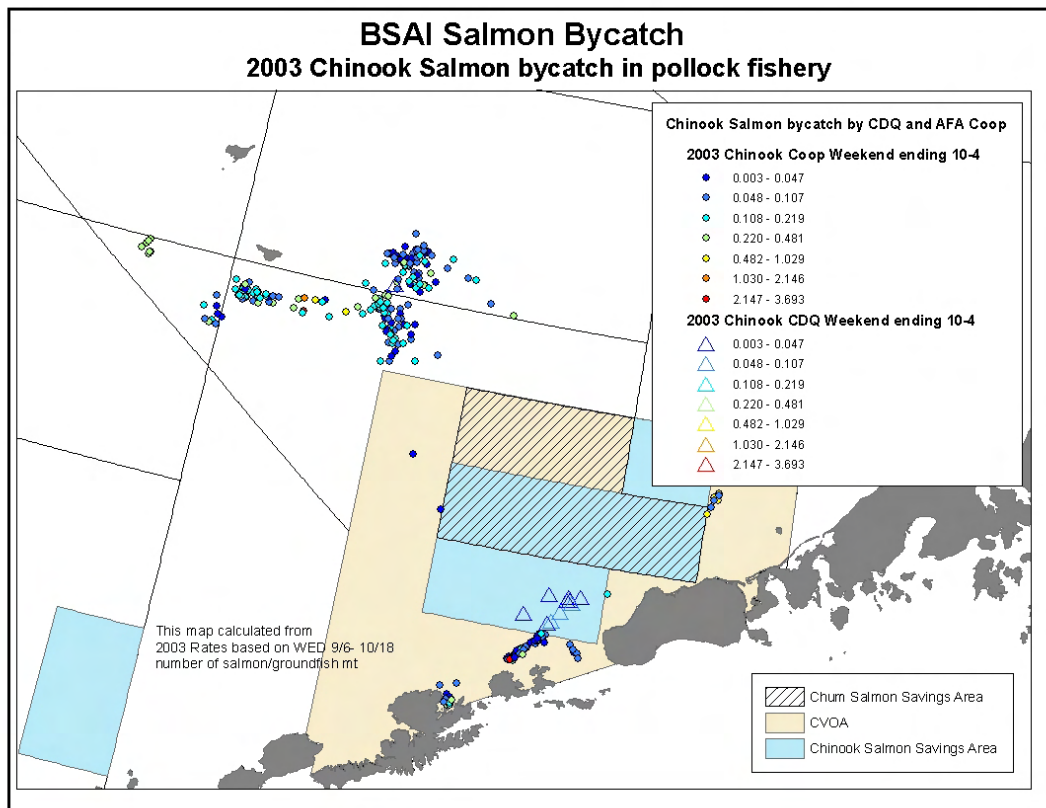 BSAI Salmon Bycatch
2003 Chinook Salmon bycatch in pollock fishery
Chinook Salmon bycatch by CDQ and AFA Coop
2003 Chinook Coop Weekend ending 10-4
0.003 - 0.047
0.048 - 0.107
0.108 - 0.219
0.220 - 0.481
0.482 - 1.029
1.030 - 2.146
2.147 - 3.693
2003 Chinook CDQ Weekend ending 10-4
0.003 - 0.047
0.048 - 0.107
0.108 - 0.219
0.220 - 0.481
0.482 - 1.029
1.030 - 2.146
2.147 - 3.693
This map calculated from
2003 Rates based on WED 9/6- 10/18
number of salmon/groundfish mt
Chum Salmon Savings Area
CVOA
Chinook Salmon Savings Area